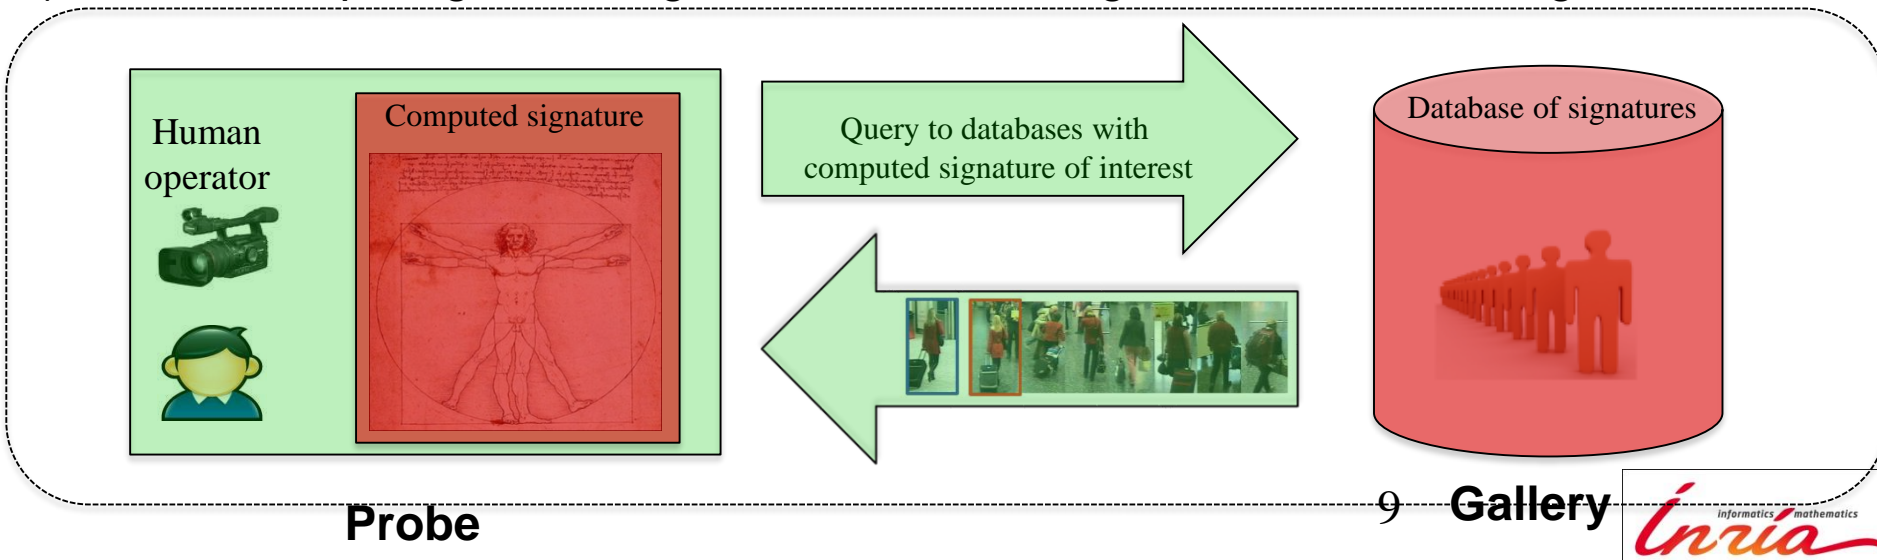 Human
operator
Computed signature
Query to databases with
computed signature of interest
Database of signatures
Probe
9
Gallery
informatics mathematics
Inria